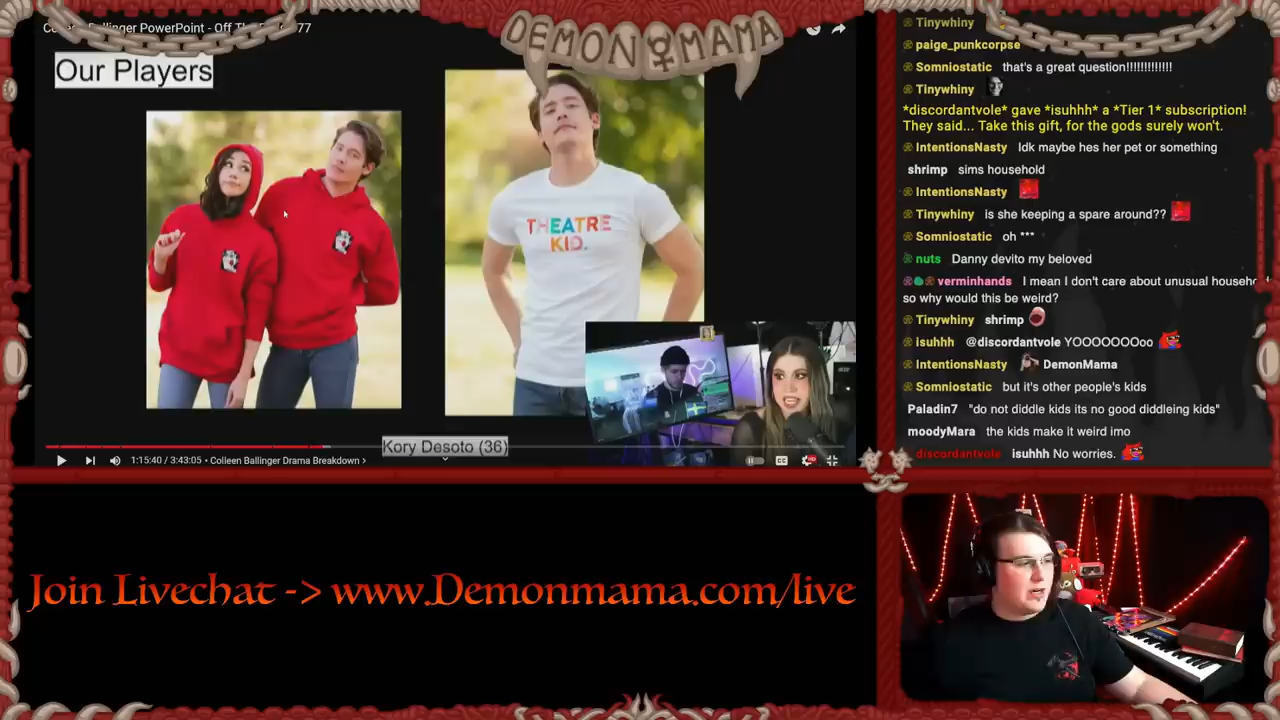 DEMON MAMA
Our Players
THEATRE
KID.
Kory Desoto (36)
1:15:40 / 3:43:05 • Colleen Ballinger Drama Breakdown >
Join Livechat -> www.Demonmama.com/live
Tinywhiny
paige_punkcorpse
Somniostatic that's a great question!!!!!!!!!!!!!
Tinywhiny
*discordantvole* gave *isuhhh* a *Tier 1* subscription!
They said... Take this gift, for the gods surely won't.
IntentionsNasty Idk maybe hes her pet or something
shrimp sims household
IntentionsNasty
Tinywhiny is she keeping a spare around??
Somniostatic oh ***
nuts Danny devito my beloved
verminhands I mean I don't care about unusual househo
so why would this be weird?
Tinywhiny shrimp
isuhhh @discordantvole YOOOOOOOoo
IntentionsNasty DemonMama
Somniostatic but it's other people's kids
Paladin7 "do not diddle kids its no good diddleing kids"
moodyMara the kids make it weird imo
discordantvole isuhhh No worries.